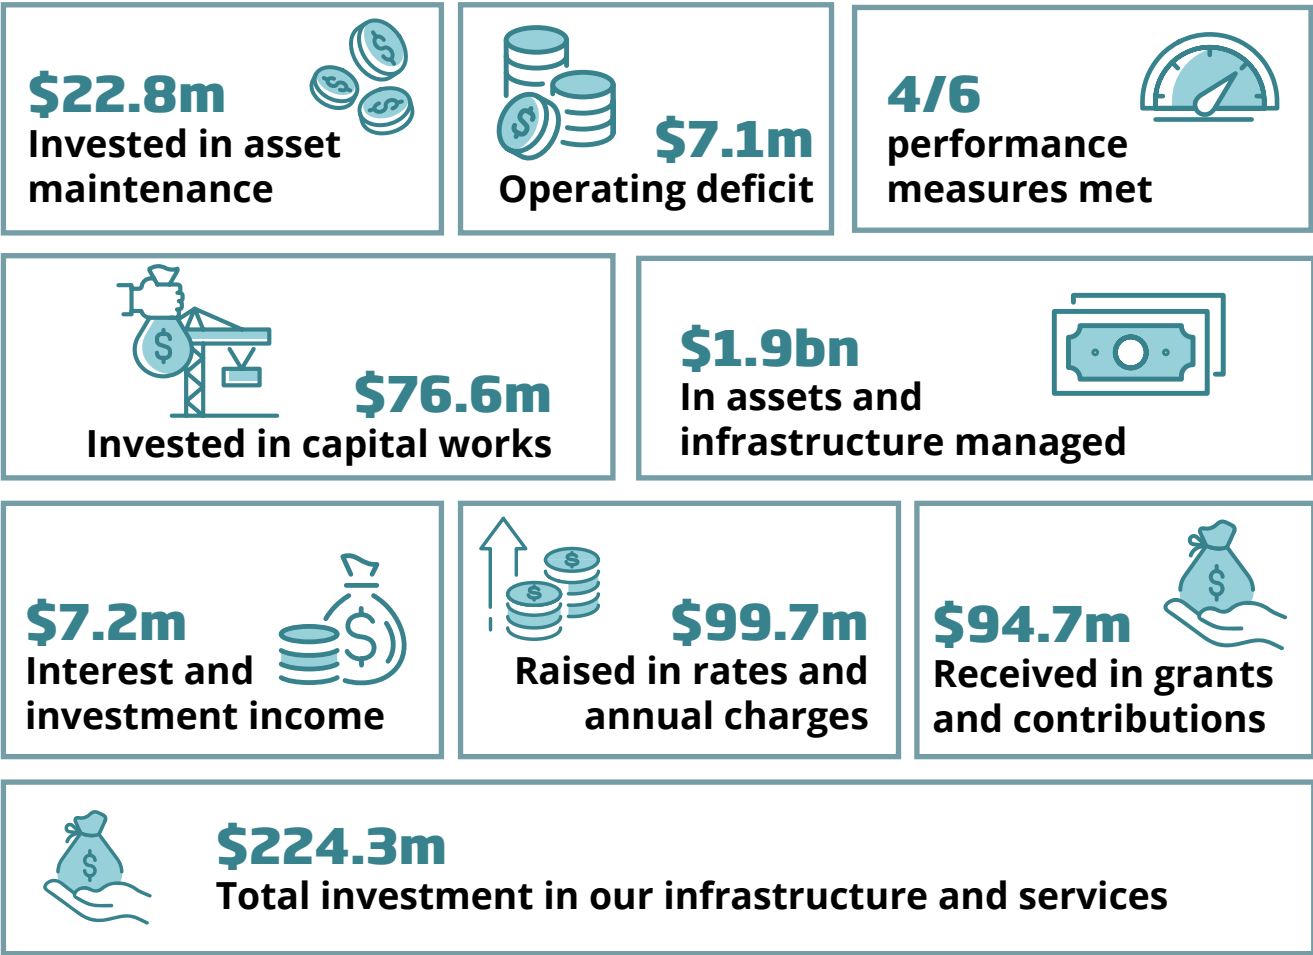 $22.8m
Invested in asset
maintenance
$7.1m
Operating deficit
4/6
performance
measures met
$76.6m
Invested in capital works
$1.9bn
In assets and
infrastructure managed
$7.2m
Interest and
investment income
$99.7m
Raised in rates and
annual charges
$94.7m
Received in grants
and contributions
$224.3m
Total investment in our infrastructure and services